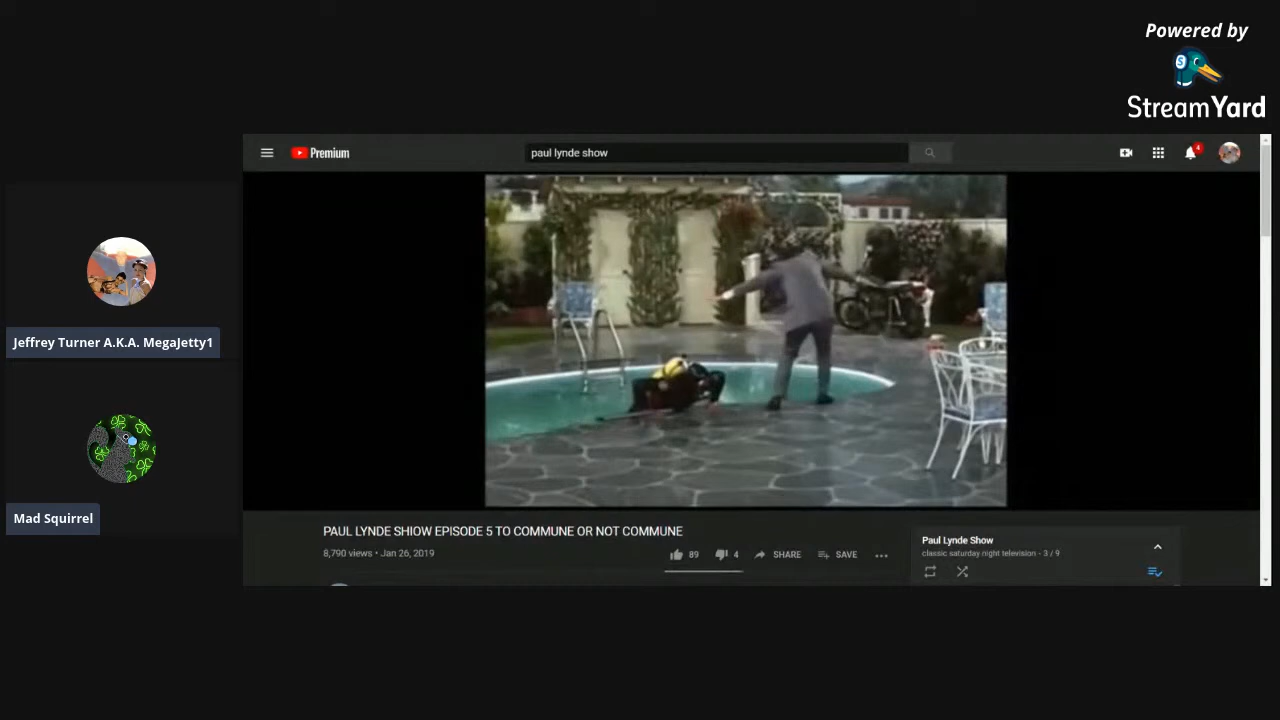 Powered by
StreamYard
Premium
paul lynde show
4
Jeffrey Turner A.K.A. MegaJetty1
Mad Squirrel
PAUL LYNDE SHIOW EPISODE 5 TO COMMUNE OR NOT COMMUNE
8,790 views • Jan 26, 2019
89
4
SHARE
SAVE
Paul Lynde Show
classic saturday night television - 3 / 9